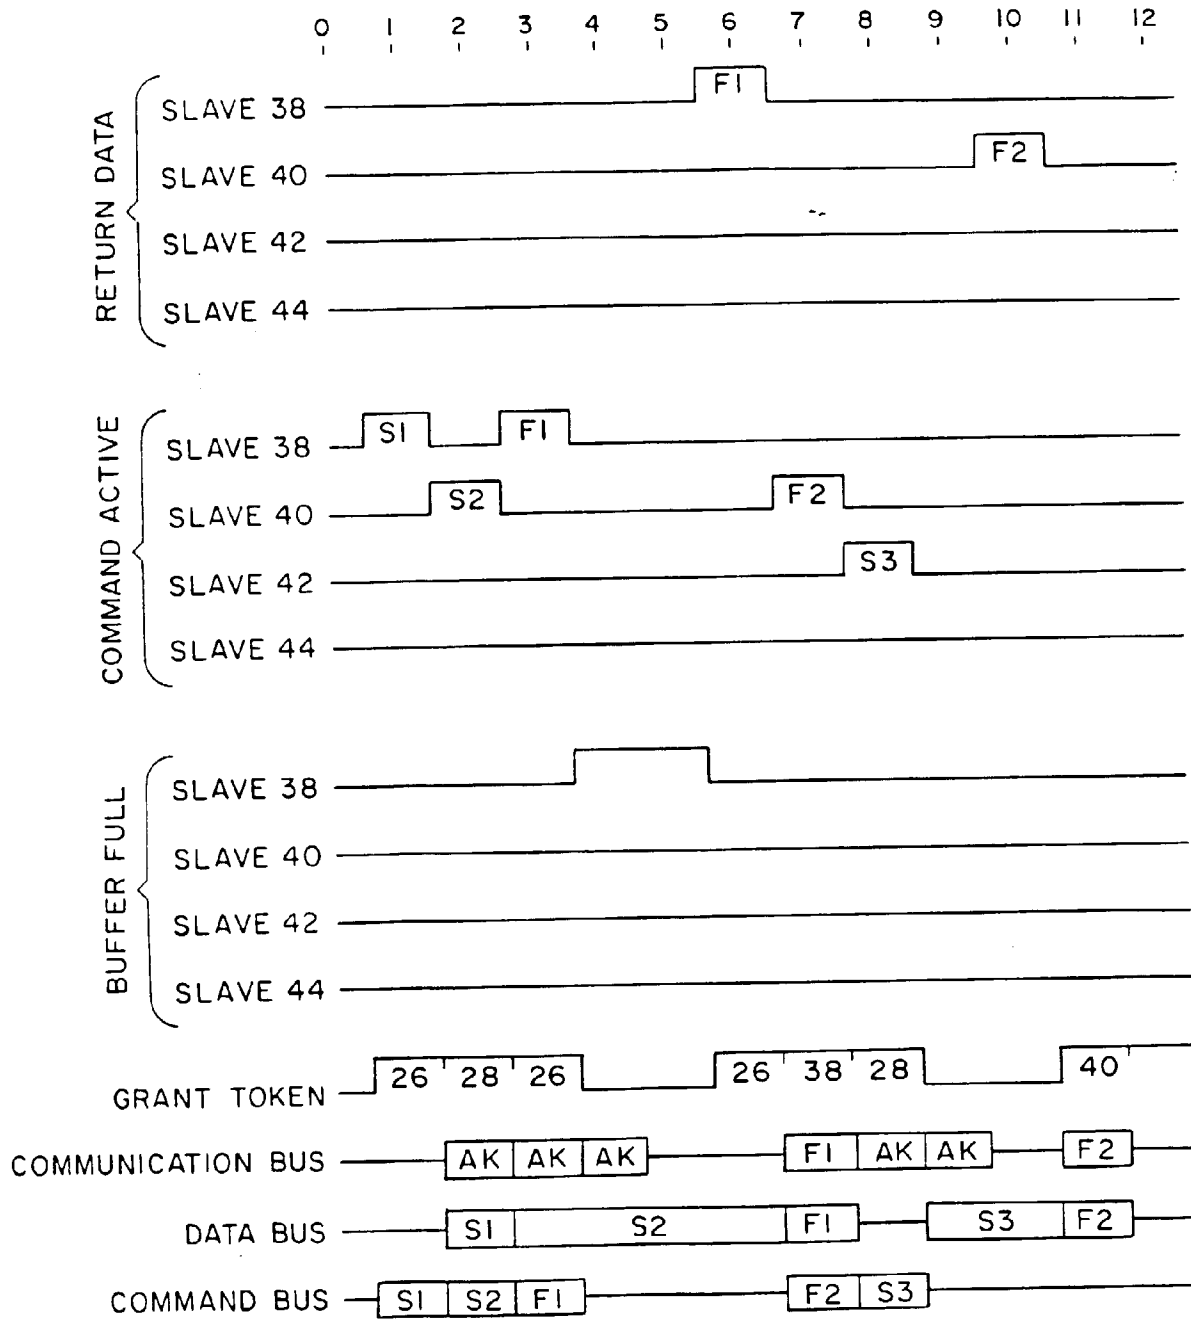 0 1 2 3 4 5 6 7 8 9 10 11 12
RETURN DATA
SLAVE 38 F1
SLAVE 40 F2
SLAVE 42
SLAVE 44
COMMAND ACTIVE
SLAVE 38 S1 F1
SLAVE 40 S2 F2
SLAVE 42 S3
SLAVE 44
BUFFER FULL
SLAVE 38
SLAVE 40
SLAVE 42
SLAVE 44
GRANT TOKEN 26 28 26 26 38 28 40
COMMUNICATION BUS AK AK AK F1 AK AK F2
DATA BUS S1 S2 F1 S3 F2
COMMAND BUS S1 S2 F1 F2 S3